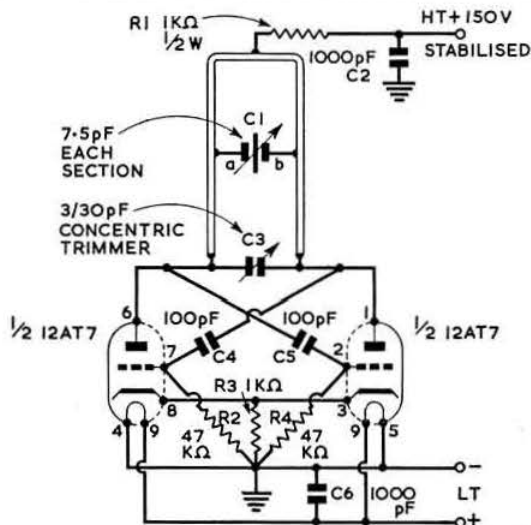 R1 1KΩ
1/2W
HT+150V
STABILISED
1000pF
C2
7·5pF
EACH
SECTION
C1
a
b
3/30pF
CONCENTRIC
TRIMMER
C3
1/2 12AT7
6
7
8
4
9
100pF
C4
100pF
C5
1
2
3
9
5
1/2 12AT7
R3 1KΩ
R2
R4
47
KΩ
47
KΩ
C6
1000
pF
−
LT
+